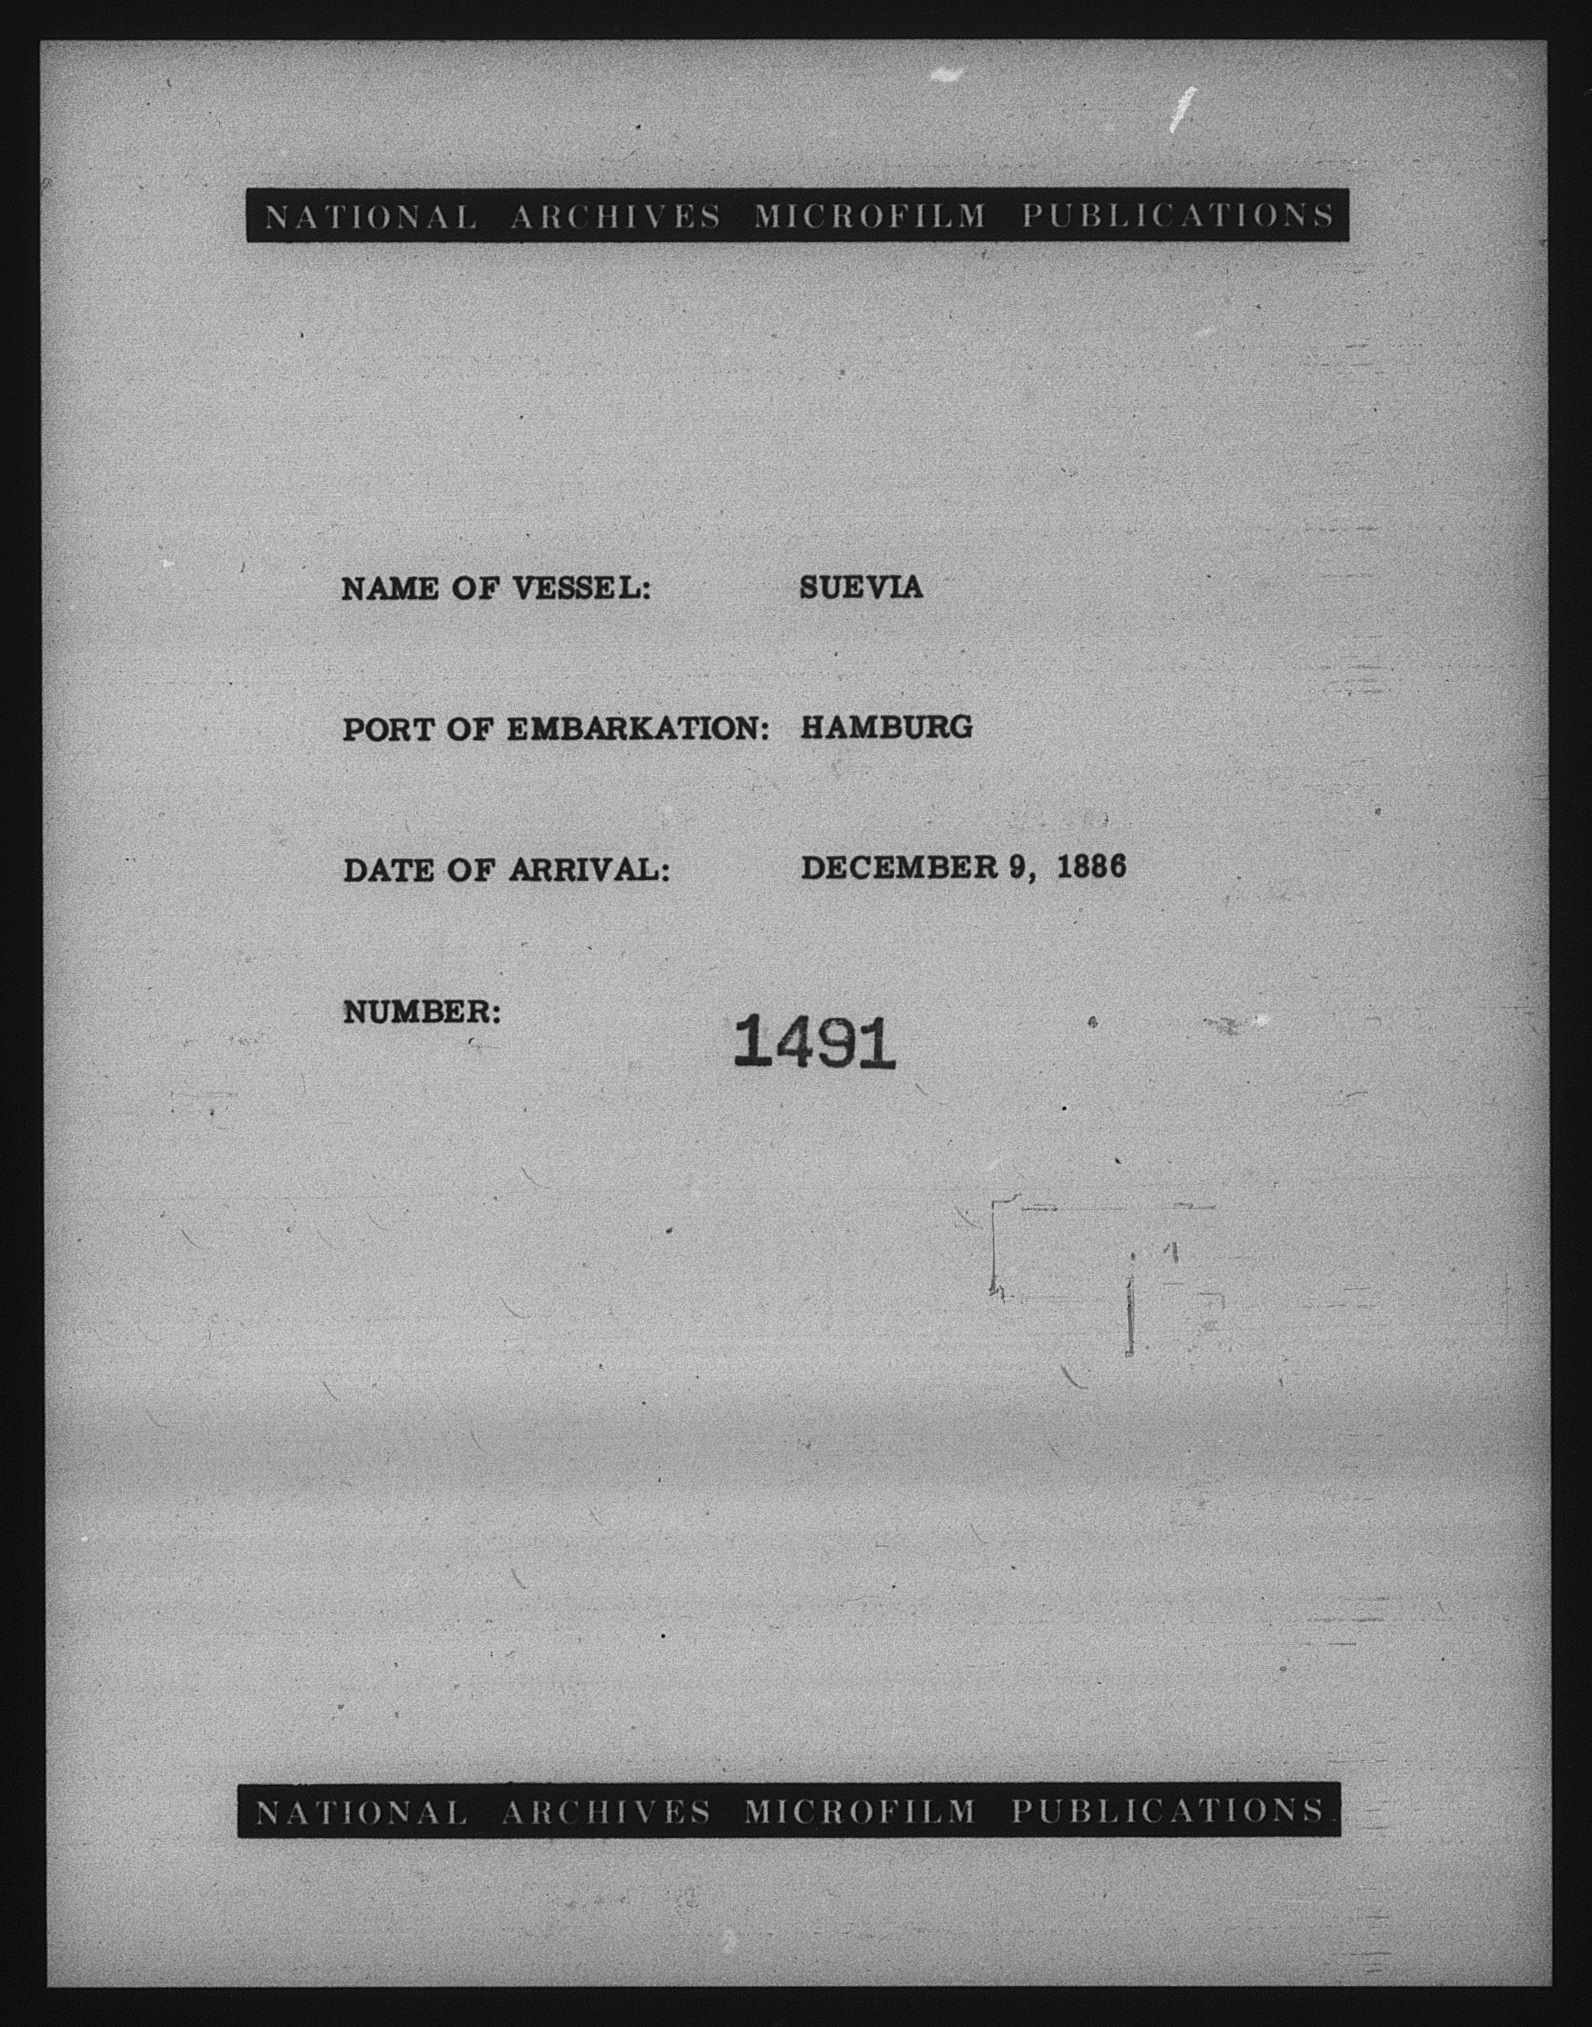 NATIONAL ARCHIVES MICROFILM PUBLICATIONS
NAME OF VESSEL: SUEVIA
PORT OF EMBARKATION: HAMBURG
DATE OF ARRIVAL: DECEMBER 9, 1886
NUMBER: 1491
NATIONAL ARCHIVES MICROFILM PUBLICATIONS